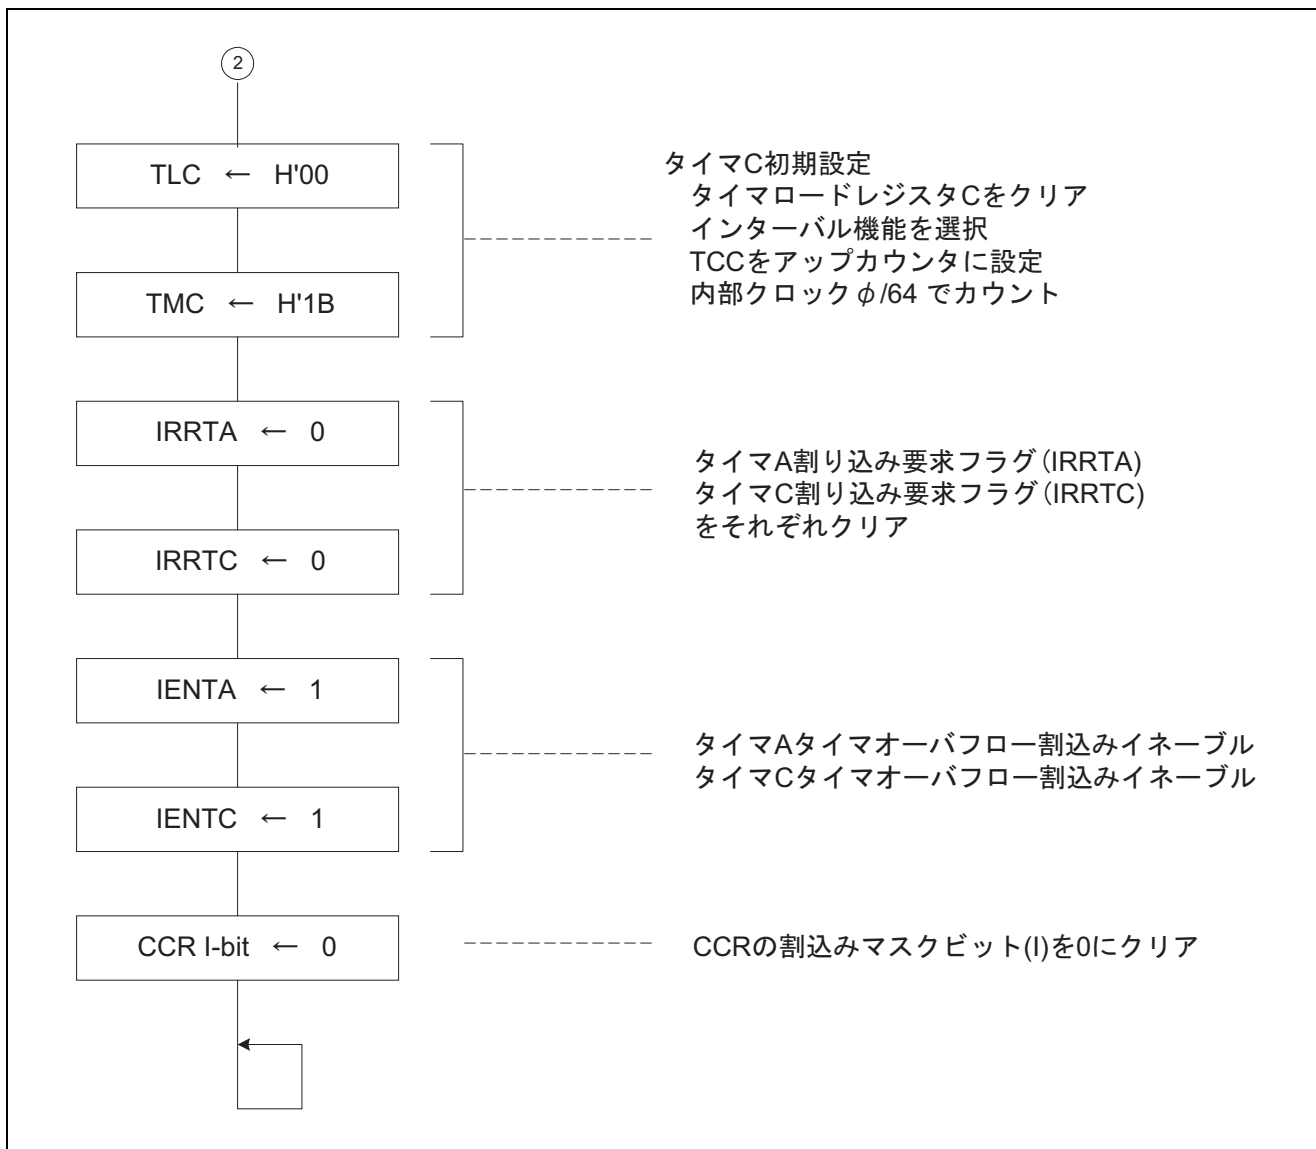 2
TLC ← H'00
TMC ← H'1B
タイマC初期設定
タイマロードレジスタCをクリア
インターバル機能を選択
TCCをアップカウンタに設定
内部クロックφ/64 でカウント
IRRTA ← 0
IRRTC ← 0
タイマA割り込み要求フラグ(IRRTA)
タイマC割り込み要求フラグ(IRRTC)
をそれぞれクリア
IENTA ← 1
IENTC ← 1
タイマAタイマオーバフロー割込みイネーブル
タイマCタイマオーバフロー割込みイネーブル
CCR I-bit ← 0
CCRの割込みマスクビット(I)を0にクリア